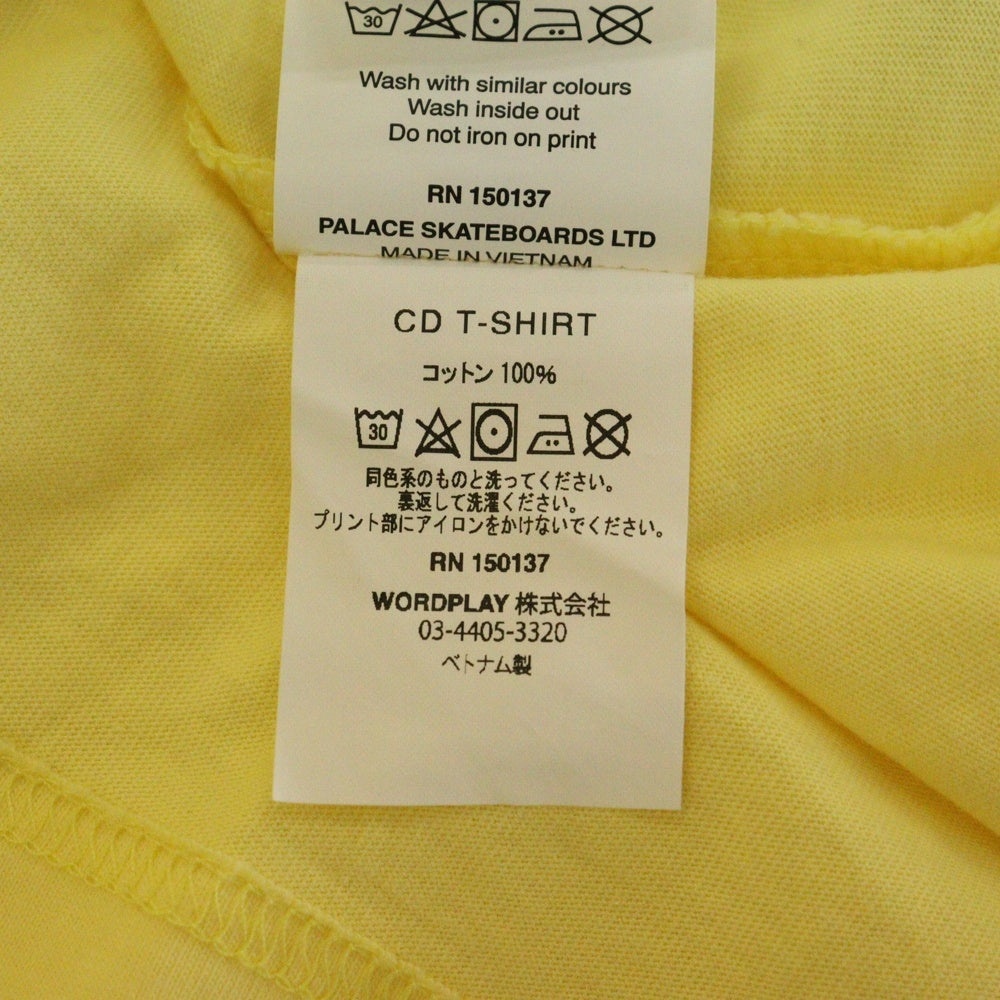 30
Wash with similar colours
Wash inside out
Do not iron on print
RN 150137
PALACE SKATEBOARDS LTD
MADE IN VIETNAM
CD T-SHIRT
コットン 100%
30
同色系のものと洗ってください。
裏返して洗濯ください。
プリント部にアイロンをかけないでください。
RN 150137
WORDPLAY 株式会社
03-4405-3320
ベトナム製